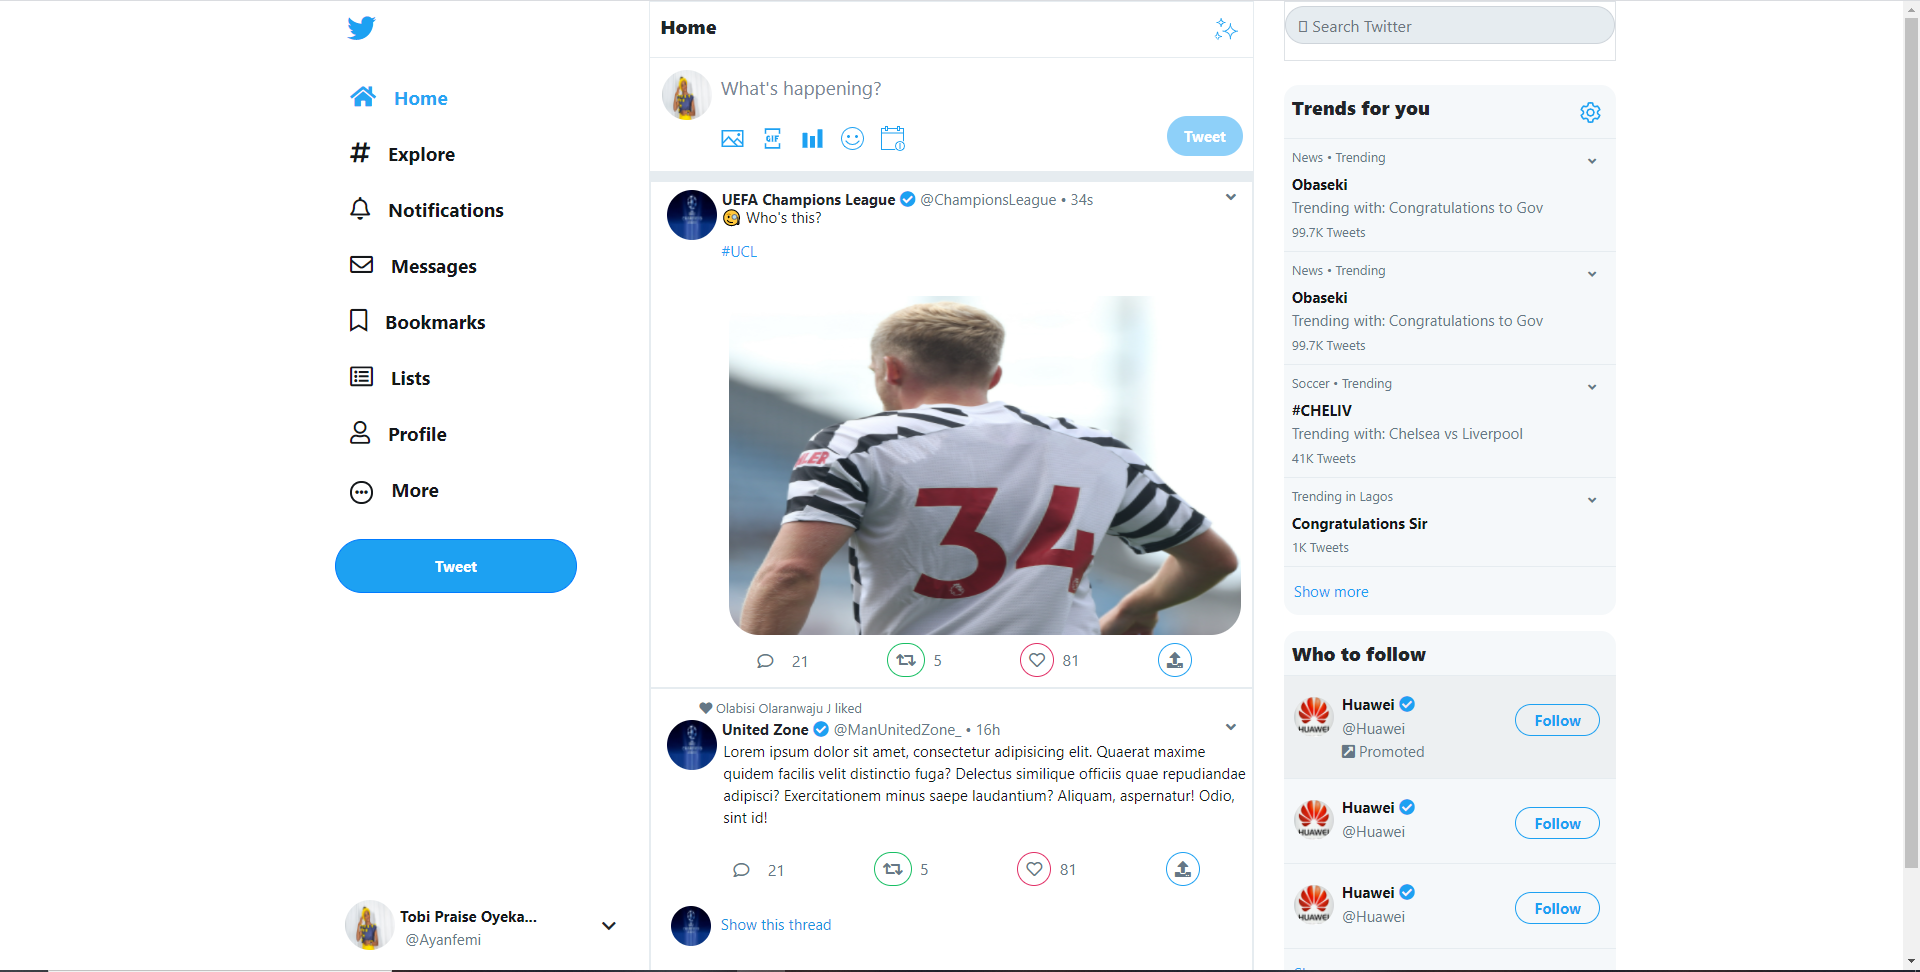 Home
Explore
Notifications
Messages
Bookmarks
Lists
Profile
More
Tweet
Tobi Praise Oyeka...
@Ayanfemi
Home
What's happening?
GIF
Tweet
UEFA Champions League @ChampionsLeague • 34s
Who's this?
#UCL
34
21 5 81
Olabisi Olaranwaju J liked
United Zone @ManUnitedZone_ • 16h
Lorem ipsum dolor sit amet, consectetur adipisicing elit. Quaerat maxime
quidem facilis velit distinctio fuga? Delectus similique officiis quae repudiandae
adipisci? Exercitationem minus saepe laudantium? Aliquam, aspernatur! Odio,
sint id!
21 5 81
Show this thread
Search Twitter
Trends for you
News • Trending
Obaseki
Trending with: Congratulations to Gov
99.7K Tweets
News • Trending
Obaseki
Trending with: Congratulations to Gov
99.7K Tweets
Soccer • Trending
#CHELIV
Trending with: Chelsea vs Liverpool
41K Tweets
Trending in Lagos
Congratulations Sir
1K Tweets
Show more
Who to follow
HUAWEI
Huawei
@Huawei
Promoted
Follow
HUAWEI
Huawei
@Huawei
Follow
HUAWEI
Huawei
@Huawei
Follow